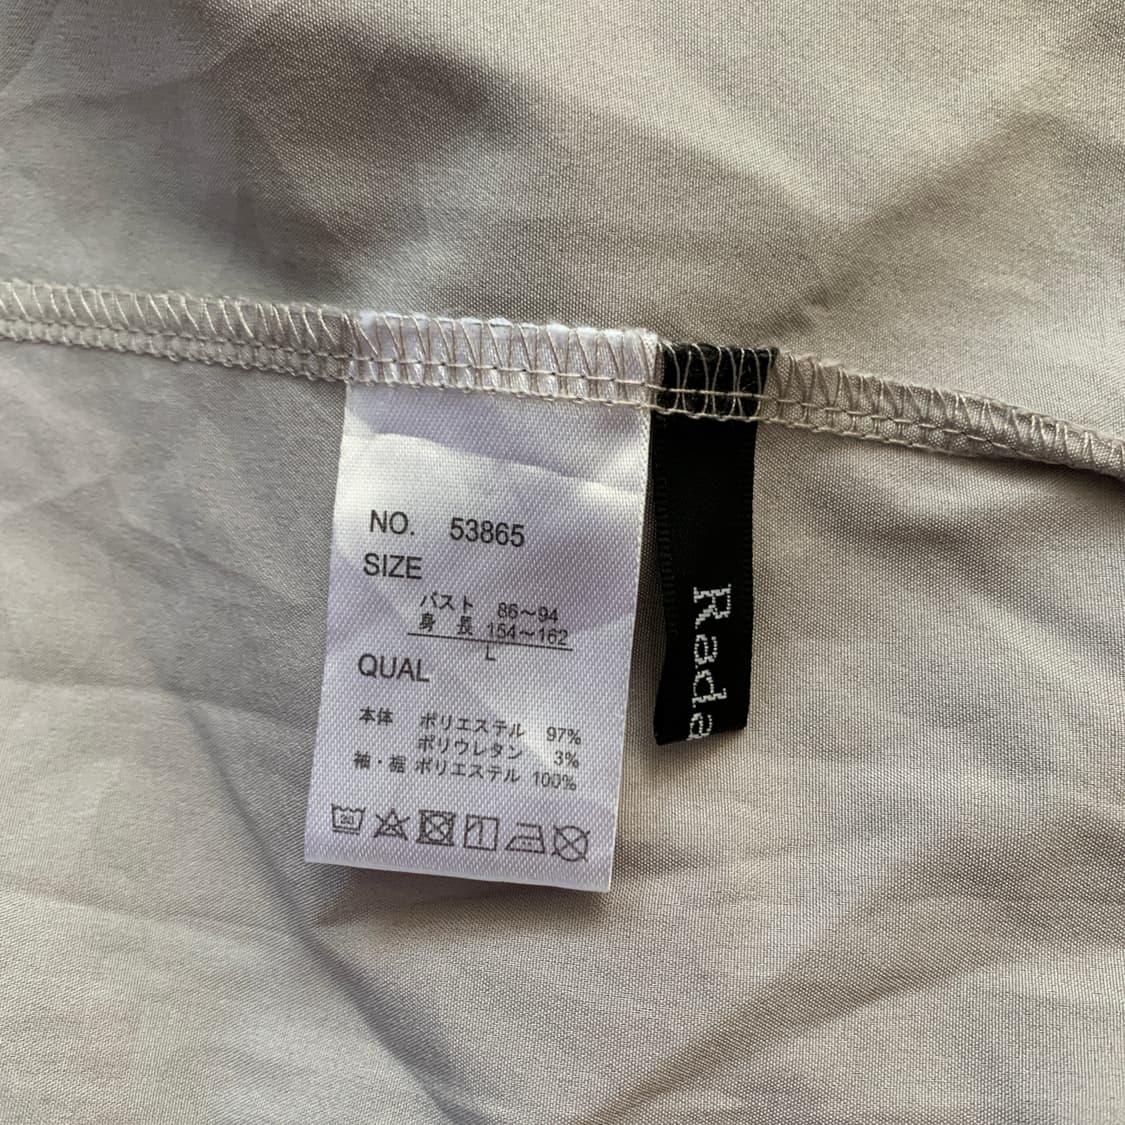 NO. 53865
SIZE
バスト 86〜94
身 長 154〜162
L
QUAL
本体 ポリエステル 97%
ポリウレタン 3%
袖・裾 ポリエステル 100%
30
Rada